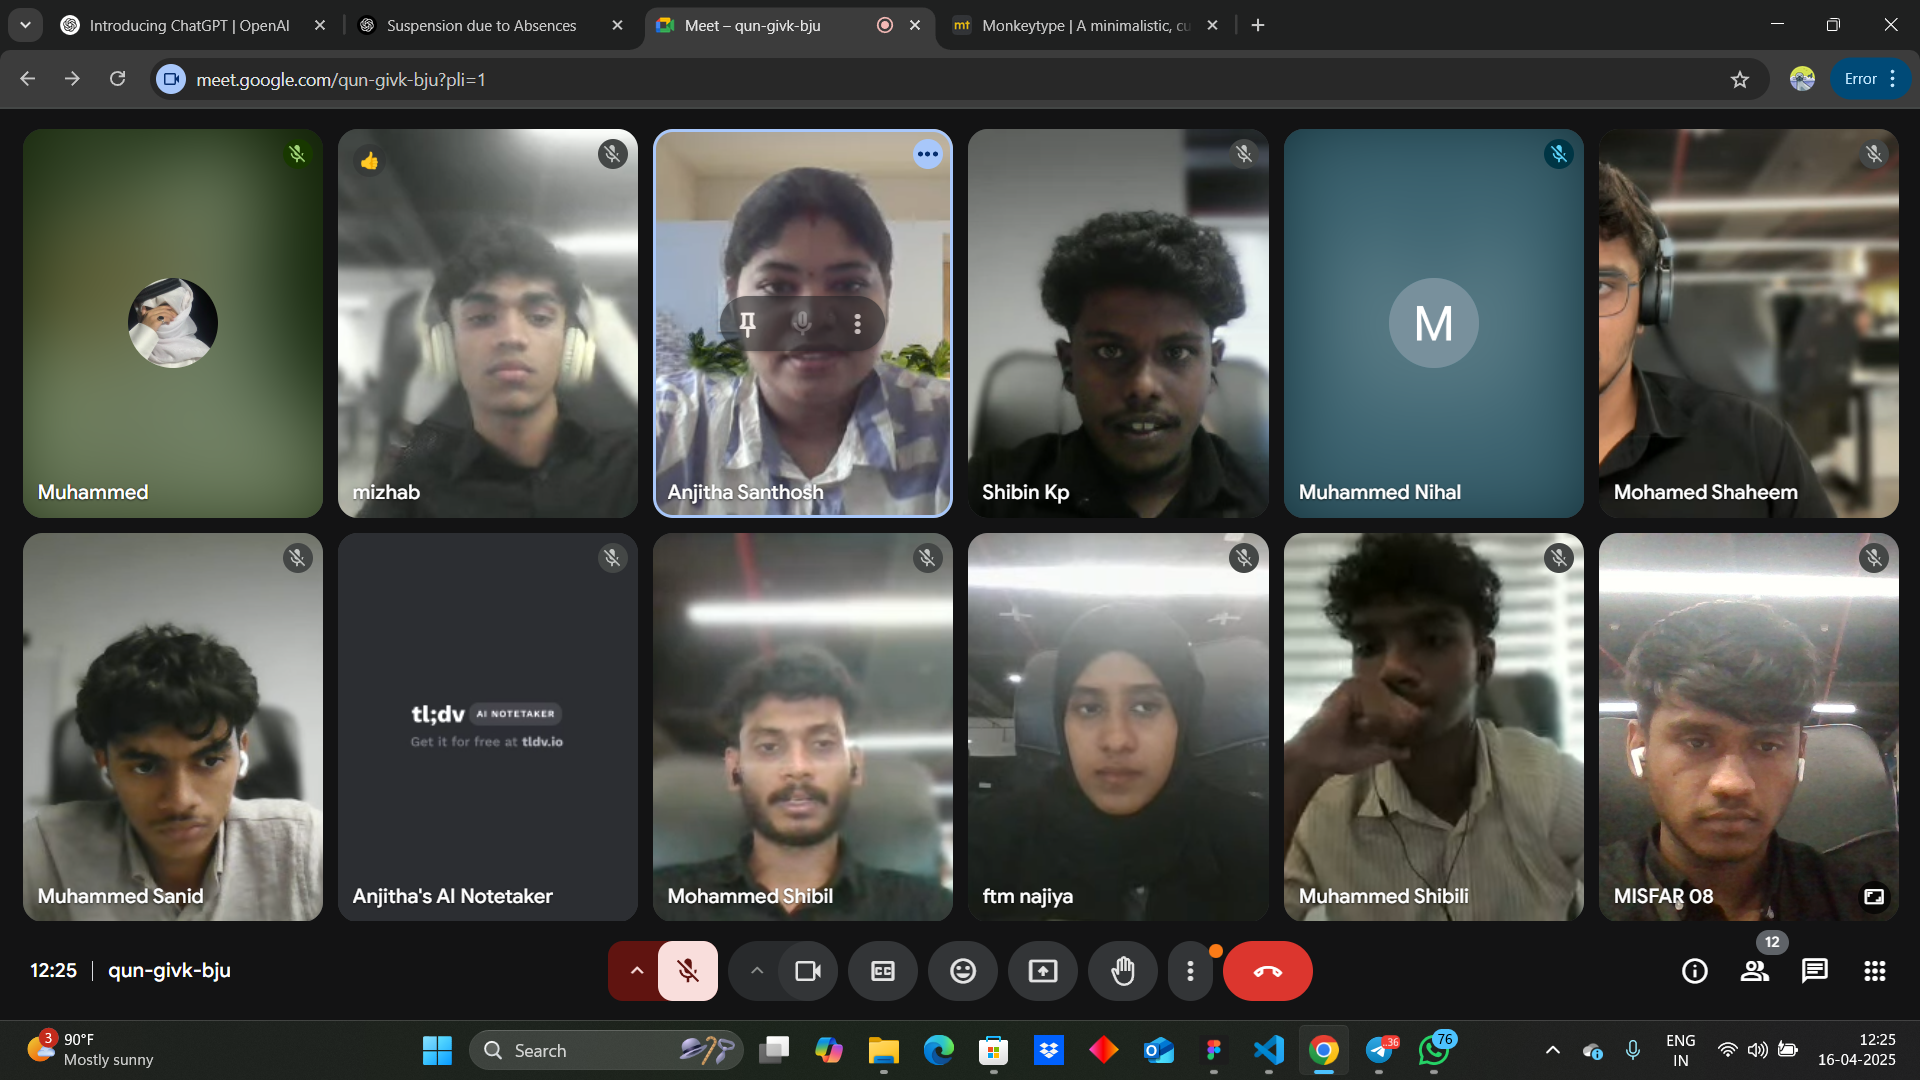 Introducing ChatGPT | OpenAI
Suspension due to Absences
Meet – qun-givk-bju
mt Monkeytype | A minimalistic, cu
meet.google.com/qun-givk-bju?pli=1
Error
Muhammed
mizhab
Anjitha Santhosh
Shibin Kp
M
Muhammed Nihal
Mohamed Shaheem
Muhammed Sanid
tl;dv AI NOTETAKER
Get it for free at tldv.io
Anjitha's AI Notetaker
Mohammed Shibil
ftm najiya
Muhammed Shibili
MISFAR 08
12:25 | qun-givk-bju
CC
12
3
90°F
Mostly sunny
Search
36
76
ENG
IN
12:25
16-04-2025